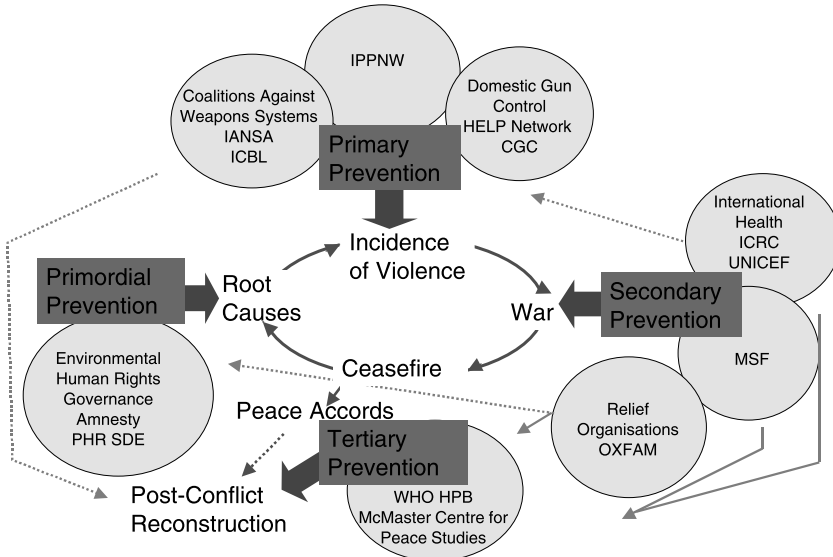 IPPNW
Coalitions Against
Weapons Systems
IANSA
ICBL
Domestic Gun
Control
HELP Network
CGC
Primary
Prevention
International
Health
ICRC
UNICEF
Incidence
of Violence
Primordial
Prevention
Root
Causes
War
Secondary
Prevention
MSF
Environmental
Human Rights
Governance
Amnesty
PHR SDE
Ceasefire
Peace Accords
Relief
Organisations
OXFAM
Tertiary
Prevention
Post-Conflict
Reconstruction
WHO HPB
McMaster Centre for
Peace Studies